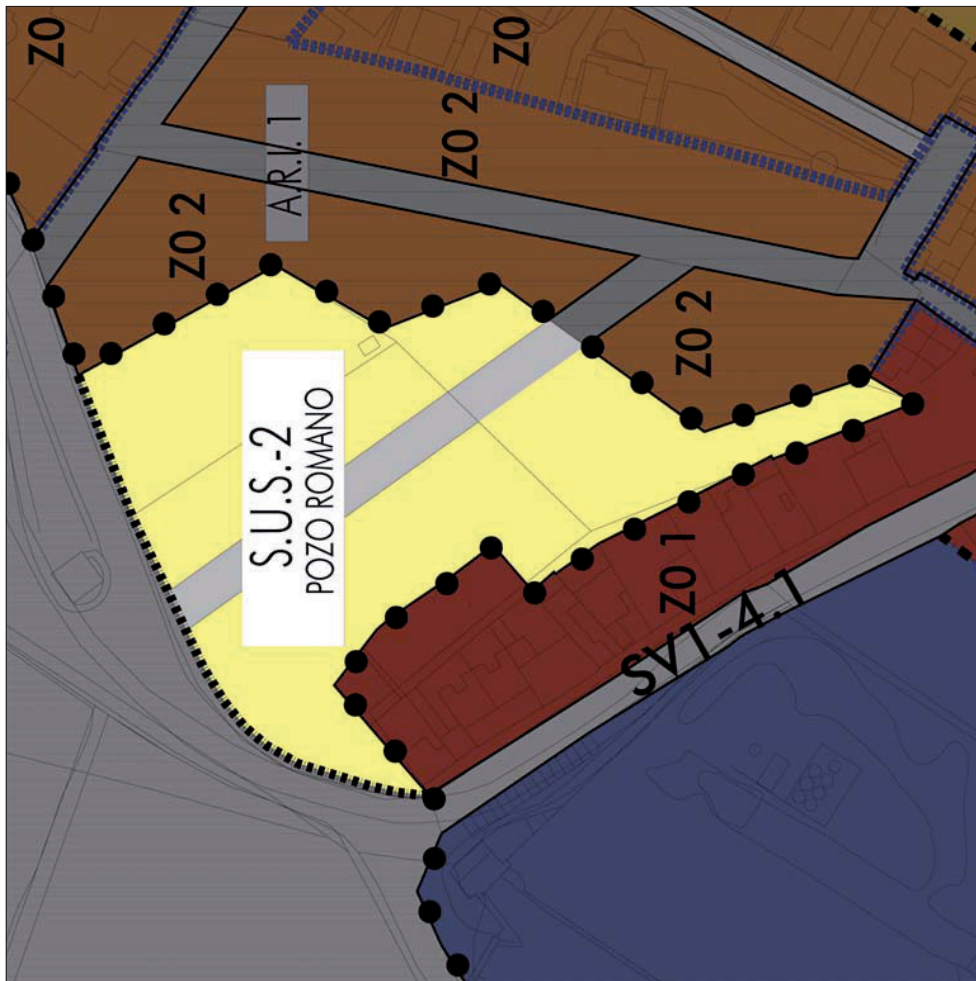 ZO
ZO
ZO 2
A.R.I. 1
ZO 2
S.U.S.-2
POZO ROMANO
ZO 2
ZO 1
SV1-4.1